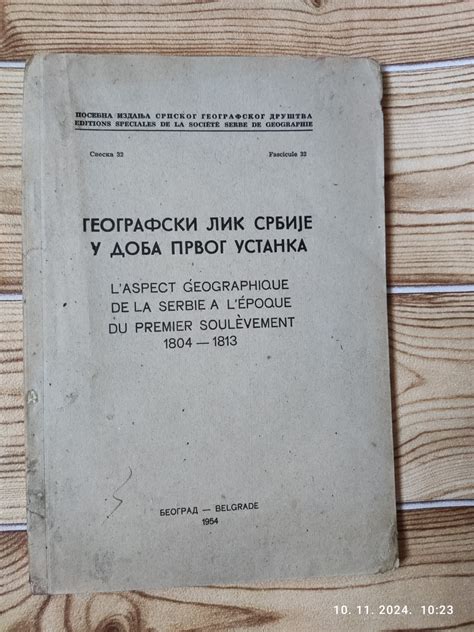 ПОСЕБНА ИЗДАЊА СРПСКОГ ГЕОГРАФСКОГ ДРУШТВА
EDITIONS SPECIALES DE LA SOCIÉTÉ SERBE DE GEOGRAPHIE
Свеска 32 Fascicule 32
ГЕОГРАФСКИ ЛИК СРБИЈЕ
У ДОБА ПРВОГ УСТАНКА
L'ASPECT GEOGRAPHIQUE
DE LA SERBIE A L'ÉPOQUE
DU PREMIER SOULÈVEMENT
1804 — 1813
БЕОГРАД — BELGRADE
1954
10. 11. 2024. 10:23